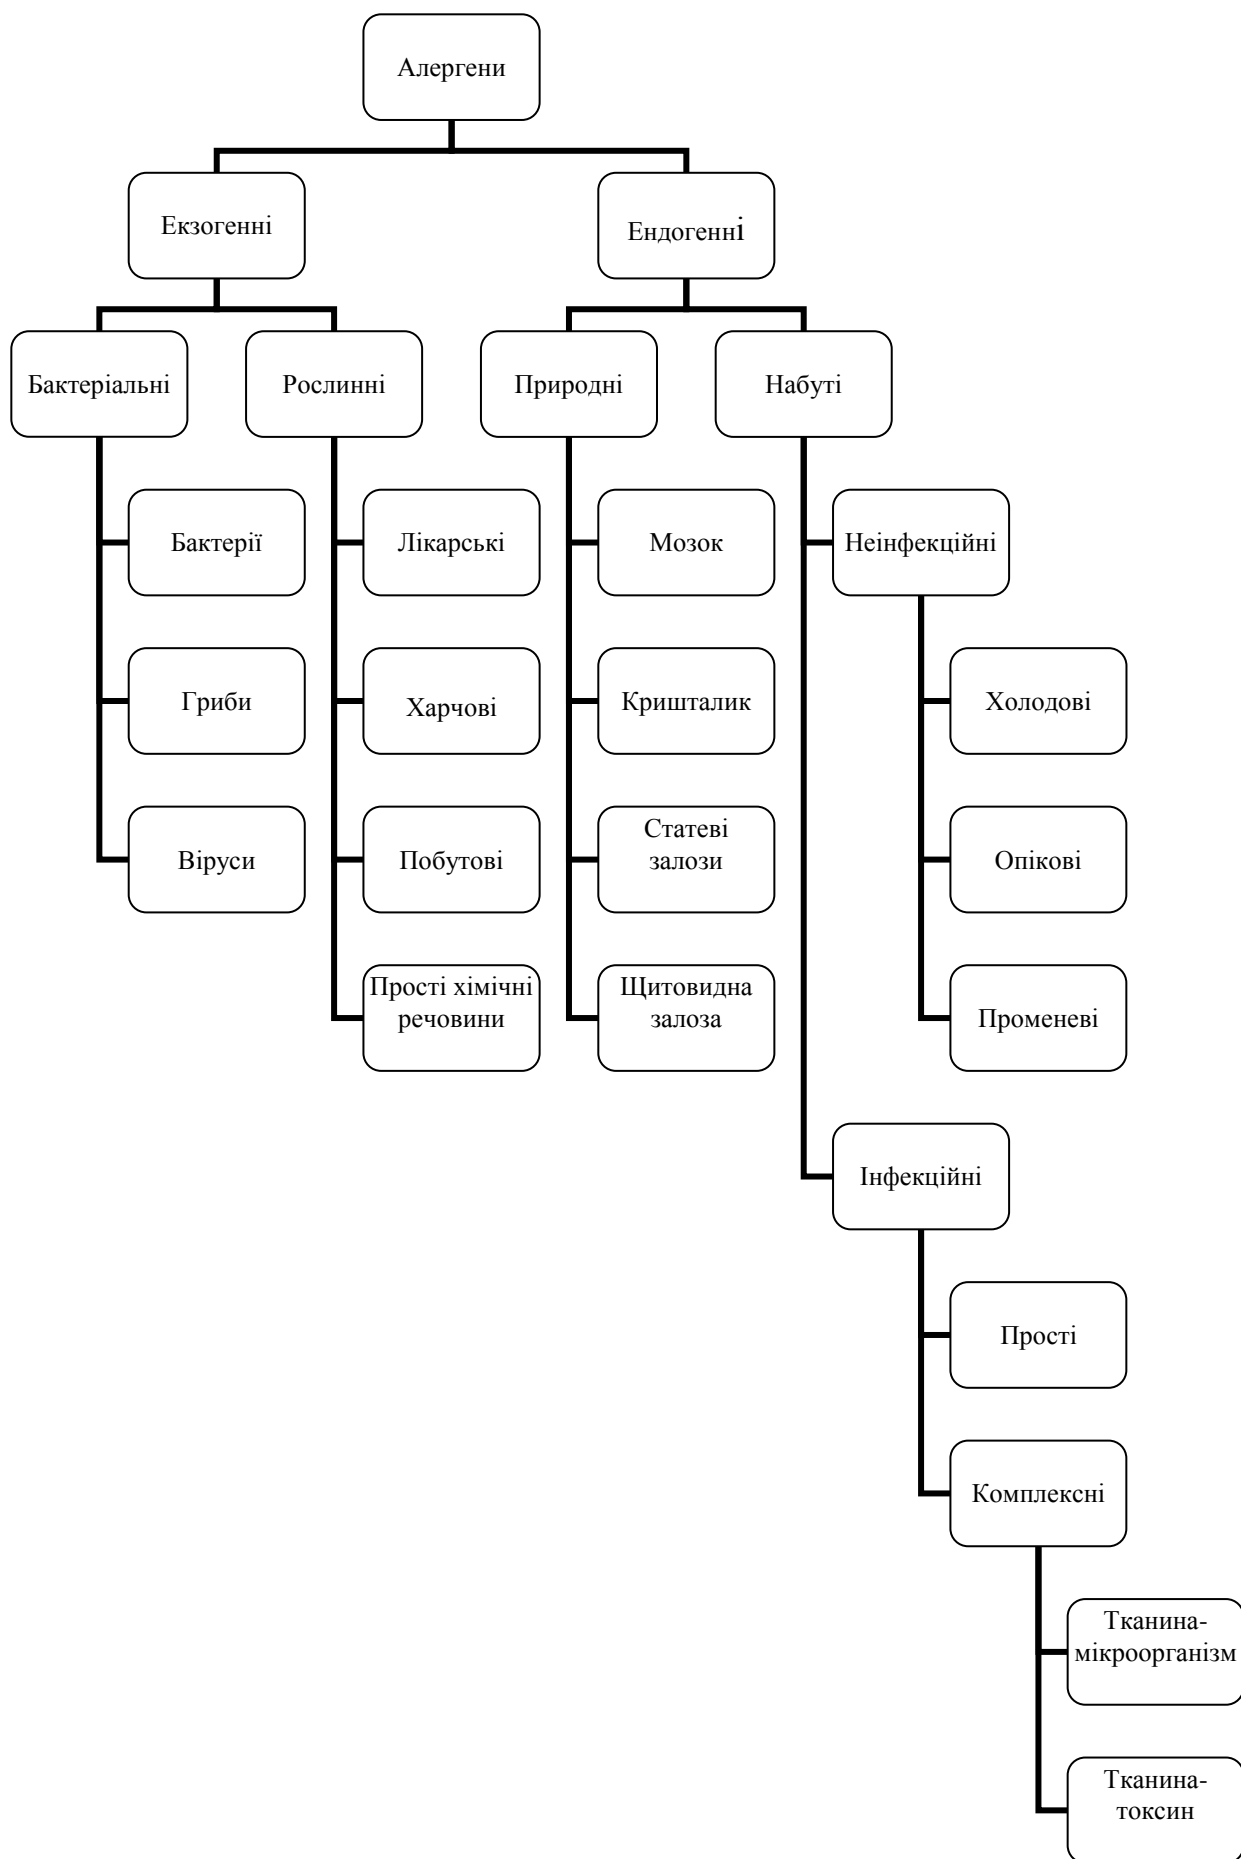 Алергени
Екзогенні
Ендогенні
Бактеріальні
Рослинні
Природні
Набуті
Бактерії
Лікарські
Мозок
Неінфекційні
Гриби
Харчові
Кришталик
Холодові
Віруси
Побутові
Статеві
залози
Опікові
Прості хімічні
речовини
Щитовидна
залоза
Променеві
Інфекційні
Прості
Комплексні
Тканина-
мікроорганізм
Тканина-
токсин